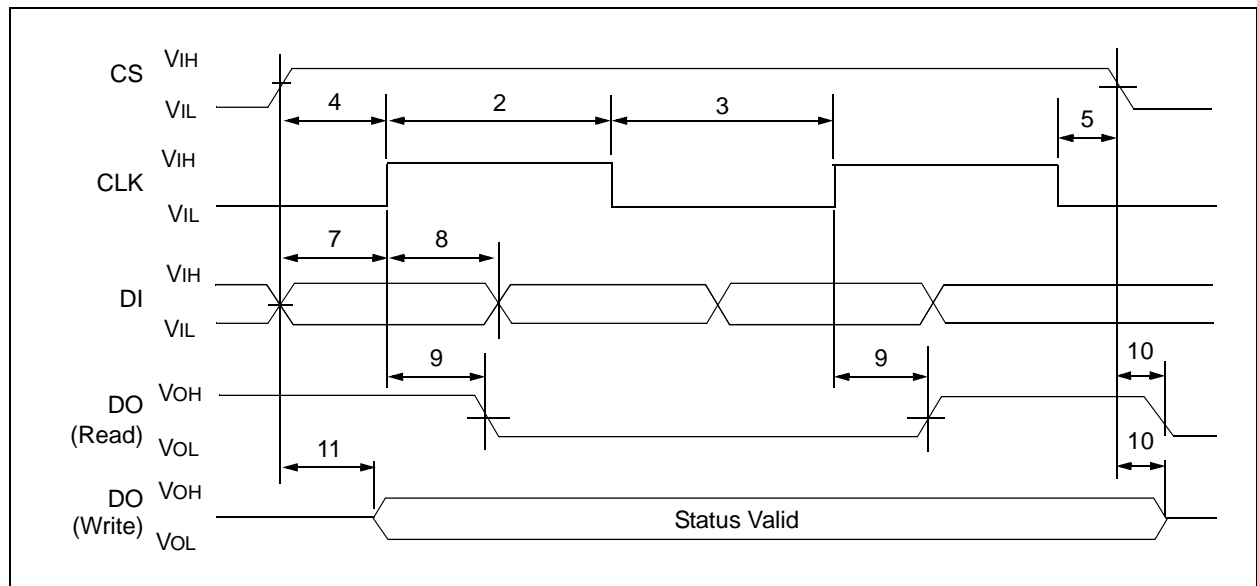 CS
VIH
VIL
4
2
3
5
CLK
VIH
VIL
7
8
DI
VIH
VIL
9
9
10
DO
(Read)
VOH
VOL
11
10
DO
(Write)
VOH
VOL
Status Valid